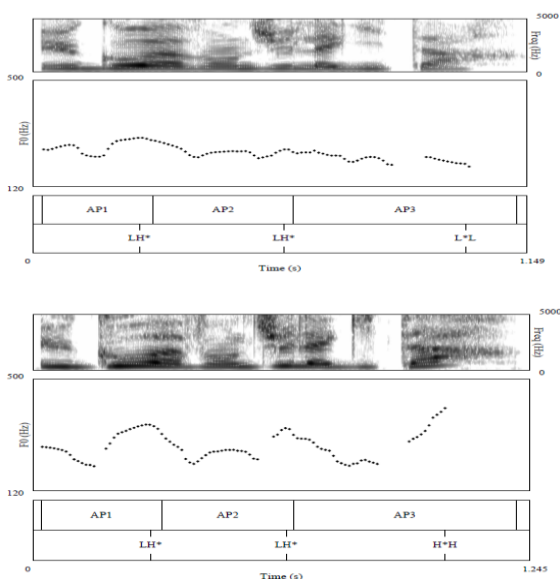 5000
Freq (Hz)
0
500
F0 (Hz)
120
AP1 AP2 AP3
LH* LH* L*L
0 1.149
Time (s)
5000
Freq (Hz)
0
500
F0 (Hz)
120
AP1 AP2 AP3
LH* LH* H*H
0 1.245
Time (s)